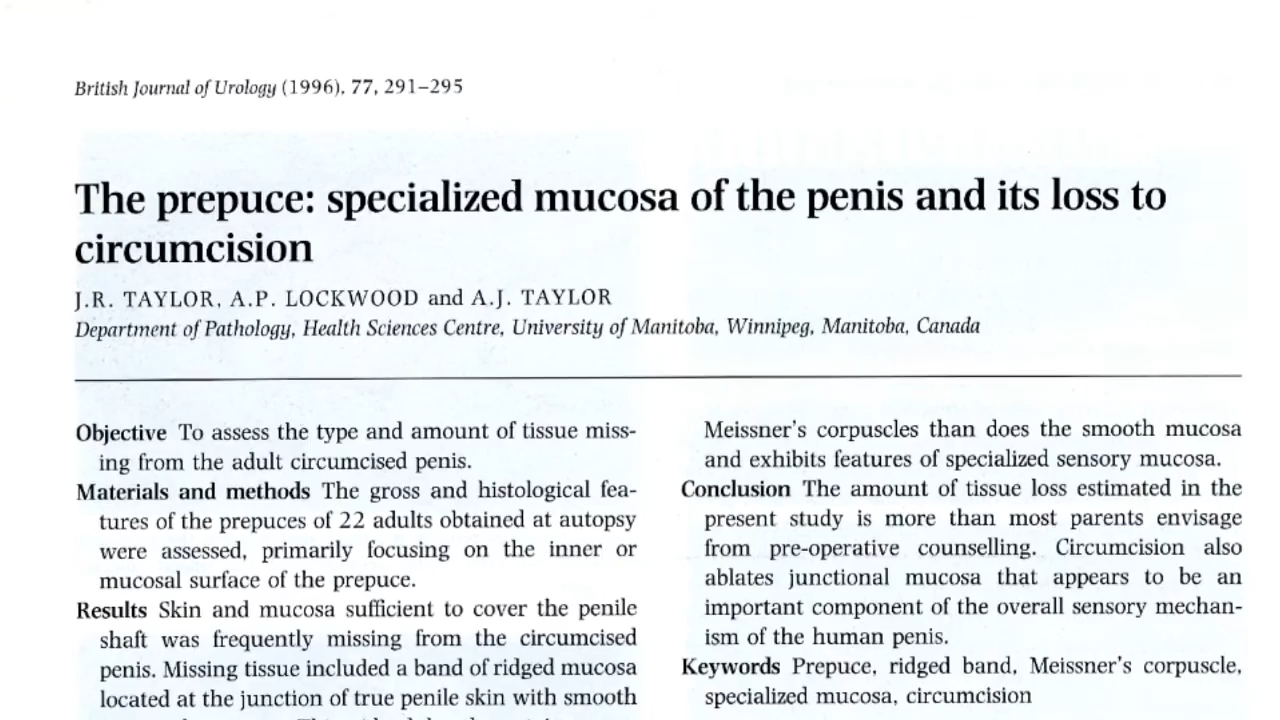 British Journal of Urology (1996), 77, 291–295
The prepuce: specialized mucosa of the penis and its loss to
circumcision
J.R. TAYLOR, A.P. LOCKWOOD and A.J. TAYLOR
Department of Pathology, Health Sciences Centre, University of Manitoba, Winnipeg, Manitoba, Canada
Objective To assess the type and amount of tissue miss-
ing from the adult circumcised penis.
Materials and methods The gross and histological fea-
tures of the prepuces of 22 adults obtained at autopsy
were assessed, primarily focusing on the inner or
mucosal surface of the prepuce.
Results Skin and mucosa sufficient to cover the penile
shaft was frequently missing from the circumcised
penis. Missing tissue included a band of ridged mucosa
located at the junction of true penile skin with smooth
Meissner's corpuscles than does the smooth mucosa
and exhibits features of specialized sensory mucosa.
Conclusion The amount of tissue loss estimated in the
present study is more than most parents envisage
from pre-operative counselling. Circumcision also
ablates junctional mucosa that appears to be an
important component of the overall sensory mechan-
ism of the human penis.
Keywords Prepuce, ridged band, Meissner's corpuscle,
specialized mucosa, circumcision